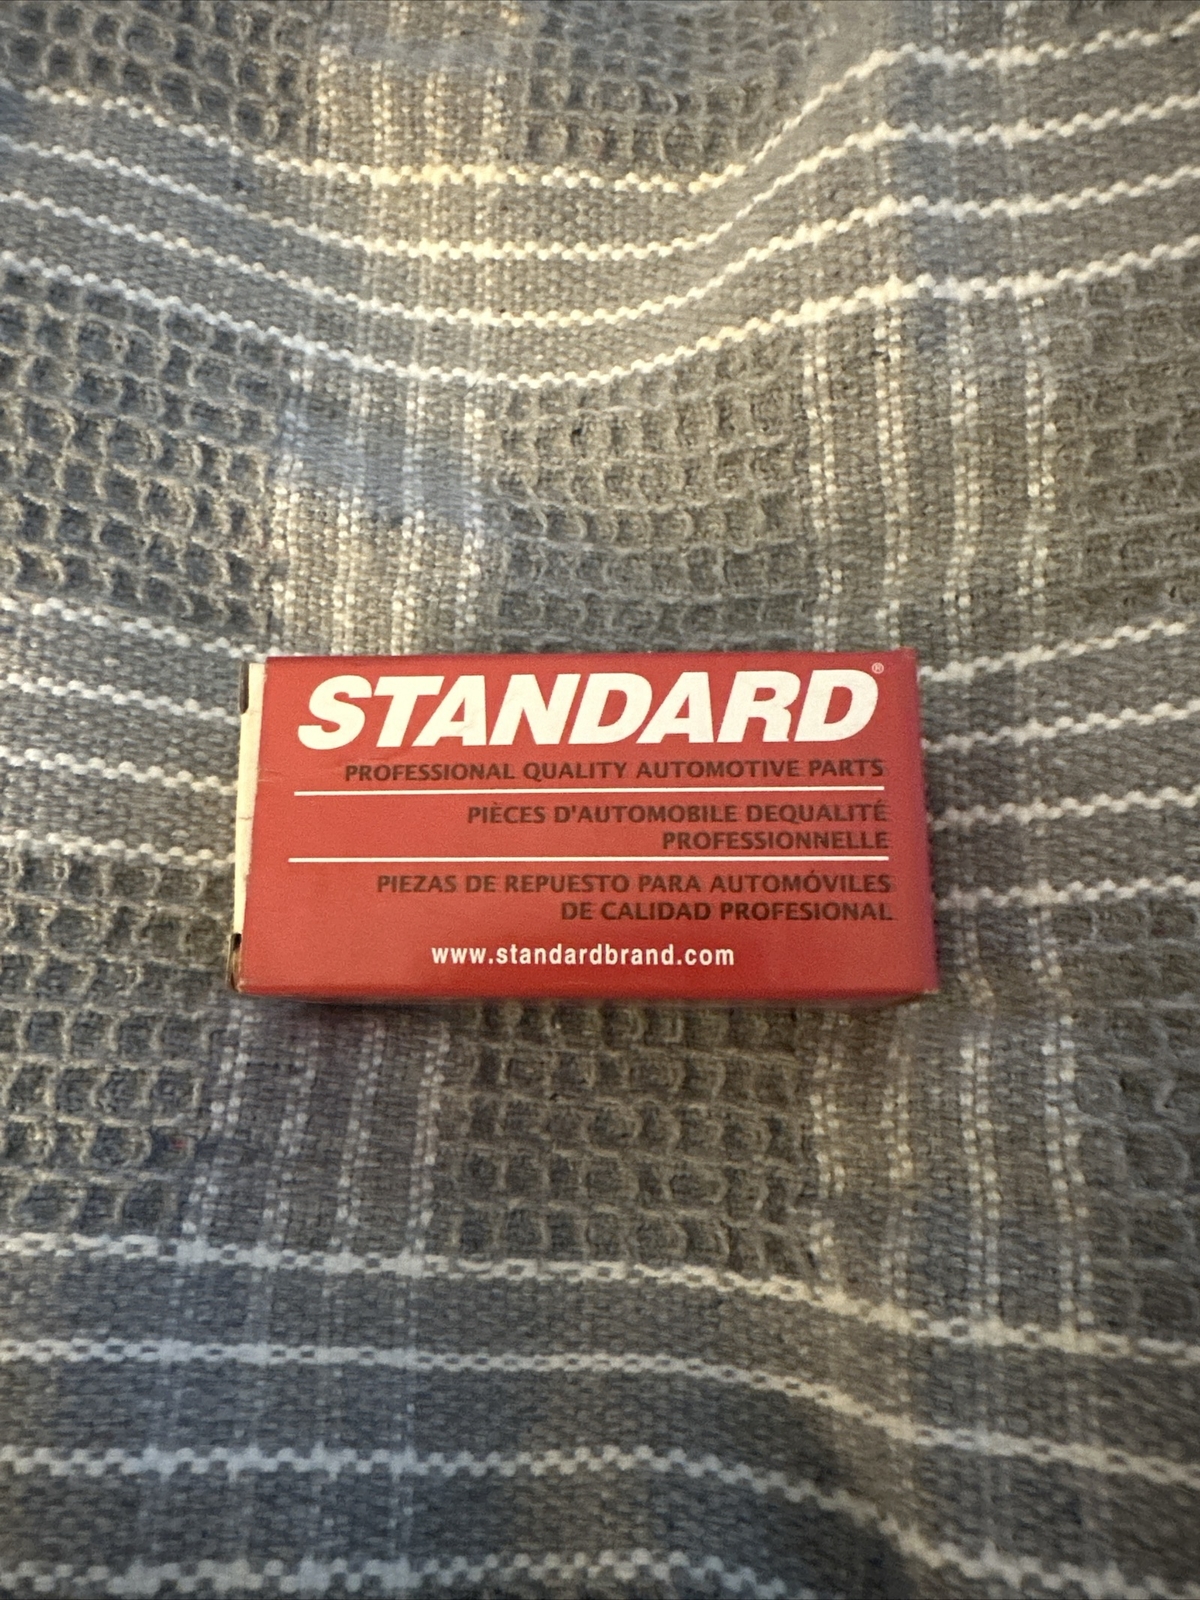 STANDARD®
PROFESSIONAL QUALITY AUTOMOTIVE PARTS
PIÈCES D'AUTOMOBILE DEQUALITÉ
PROFESSIONNELLE
PIEZAS DE REPUESTO PARA AUTOMÓVILES
DE CALIDAD PROFESIONAL
www.standardbrand.com